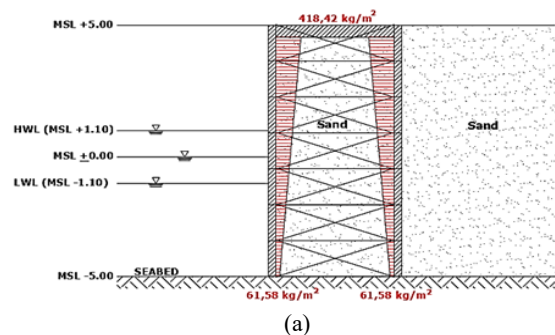 418,42 kg/m²
MSL +5.00
Sand
Sand
HWL (MSL +1.10)
MSL ±0.00
LWL (MSL -1.10)
MSL -5.00
SEABED
61,58 kg/m²
61,58 kg/m²
(a)